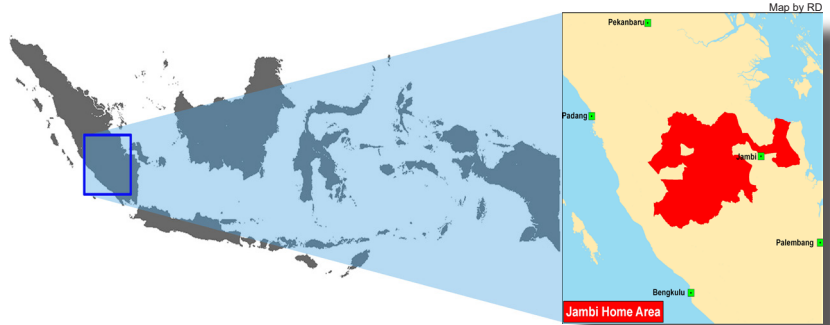 Map by RD
Pekanbaru
Padang
Jambi
Palembang
Bengkulu
Jambi Home Area